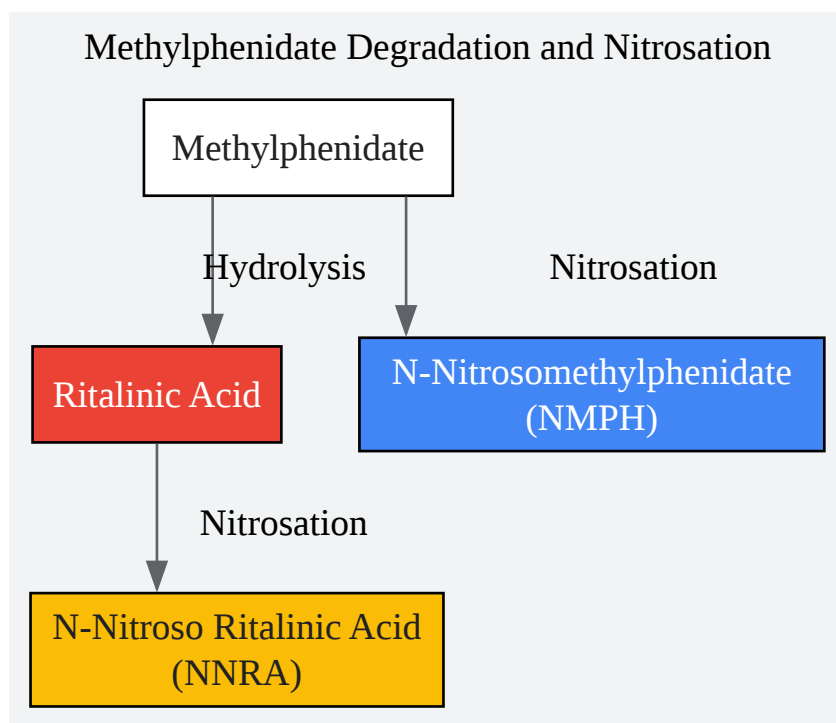 Methylphenidate Degradation and Nitrosation
Methylphenidate
Hydrolysis
Nitrosation
Ritalinic Acid
N-Nitrosomethylphenidate
(NMPH)
Nitrosation
N-Nitroso Ritalinic Acid
(NNRA)